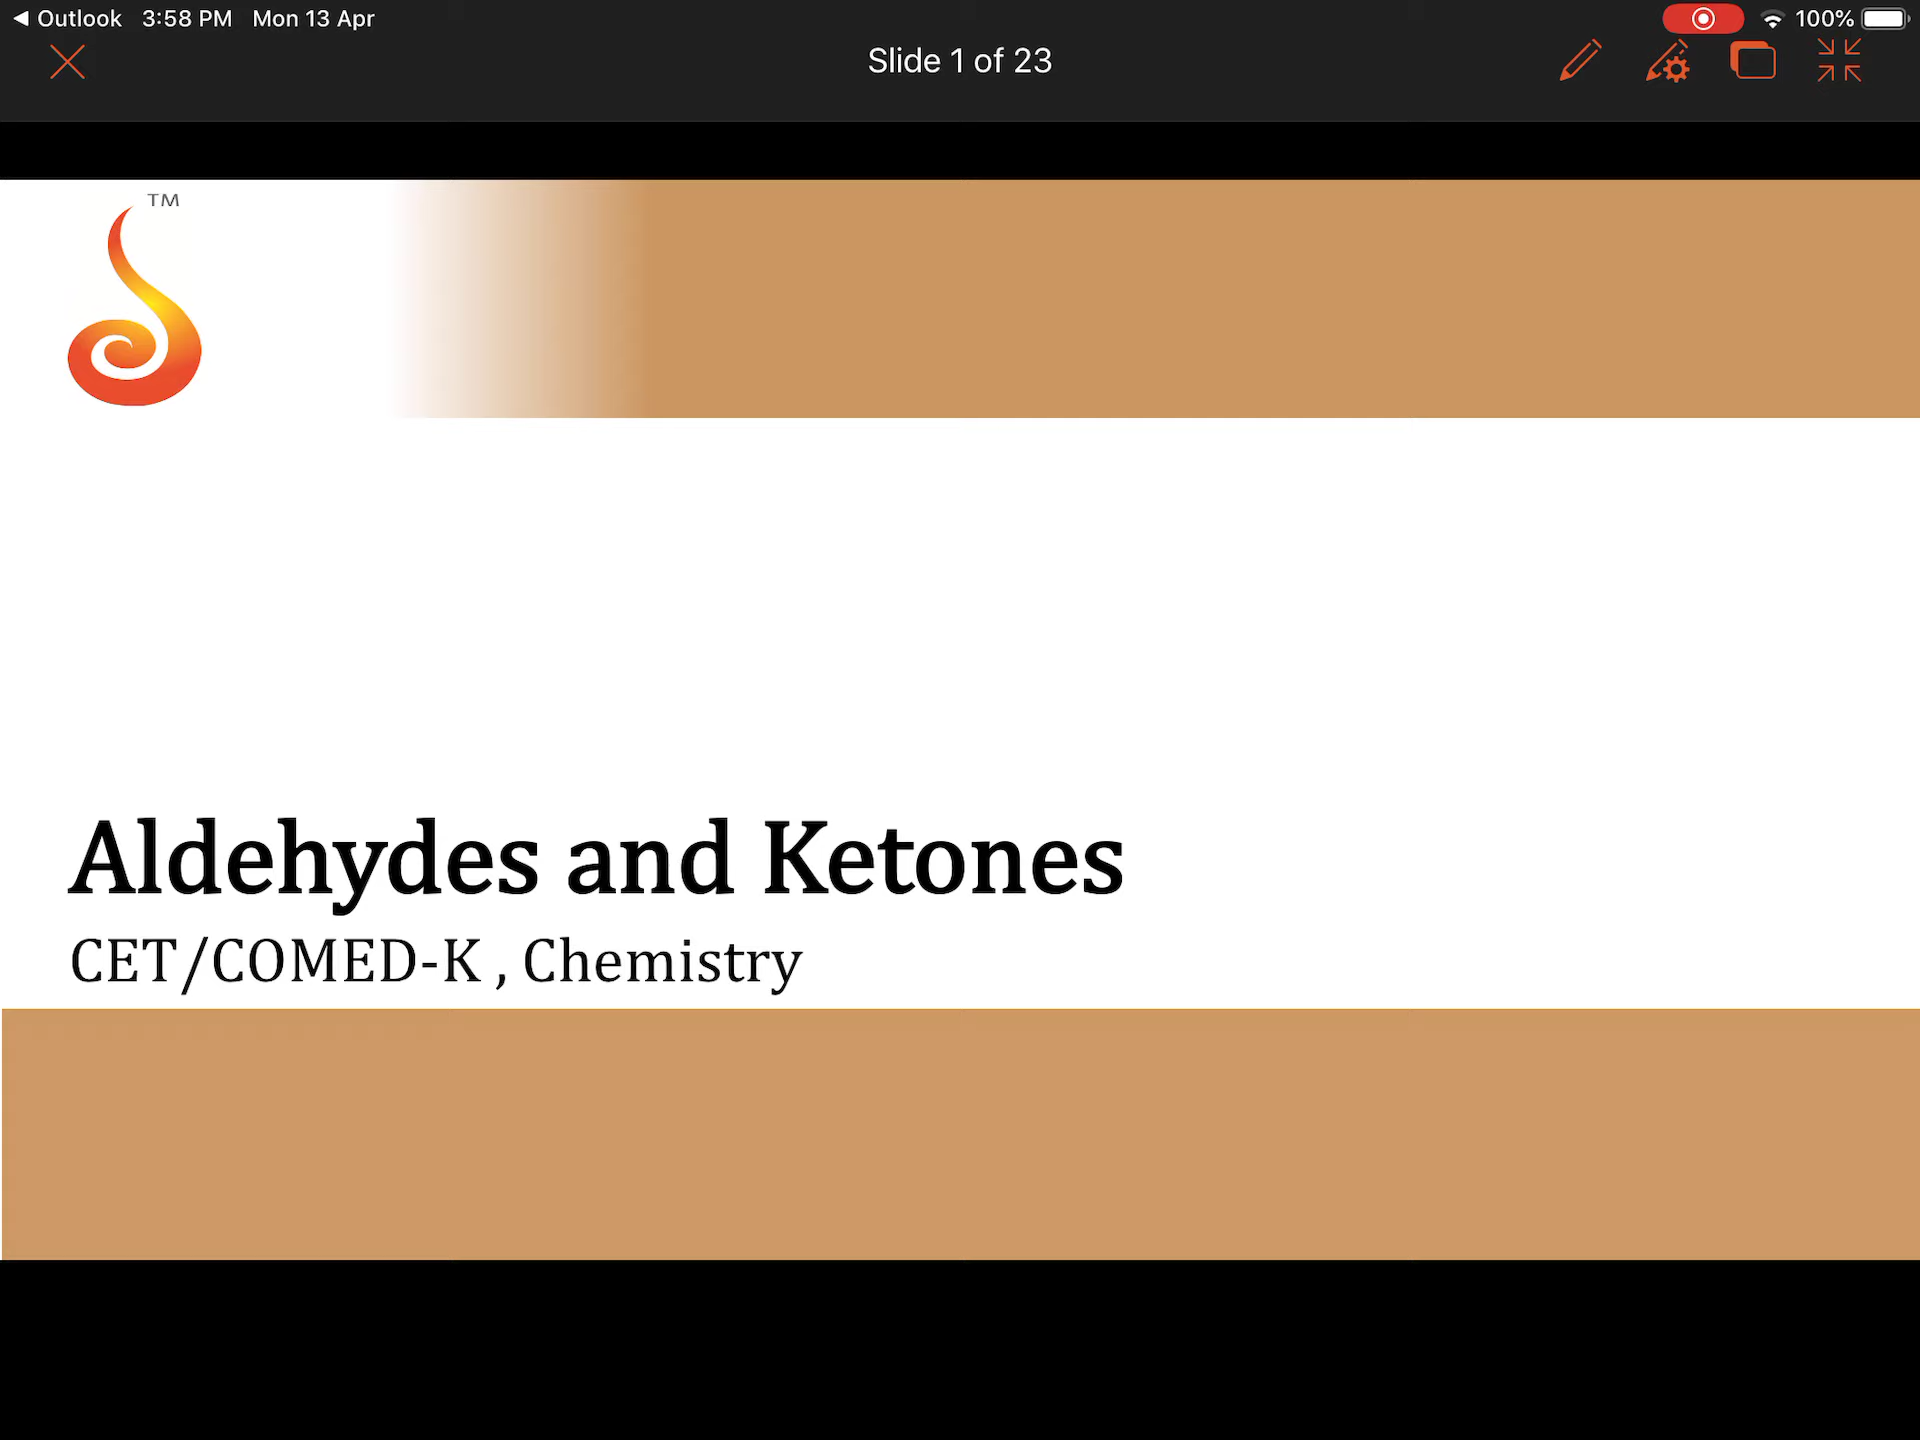 Outlook 3:58 PM Mon 13 Apr 100%
Slide 1 of 23
TM
Aldehydes and Ketones
CET/COMED-K , Chemistry